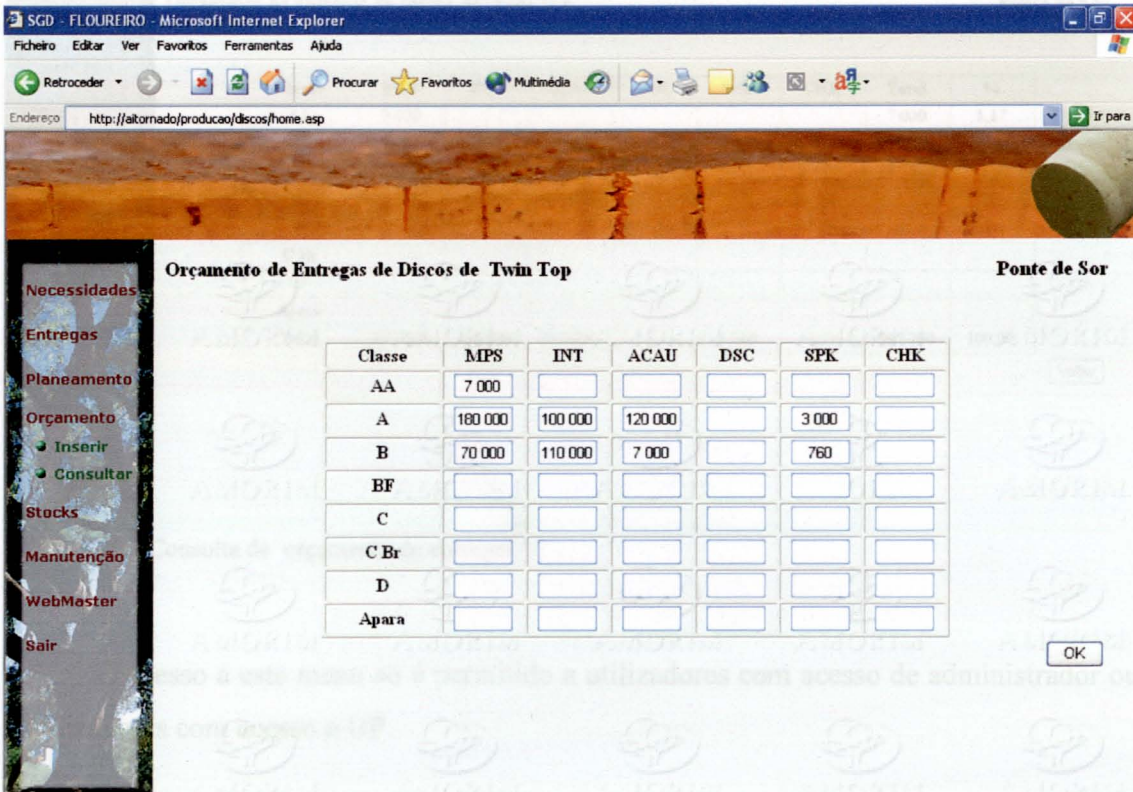 SGD - FLOUREIRO - Microsoft Internet Explorer
Ficheiro Editar Ver Favoritos Ferramentas Ajuda
Retroceder Procurar Favoritos Multimédia
Endereço http://aitornado/producao/discos/home.asp Ir para
Orçamento de Entregas de Discos de Twin Top Ponte de Sor
Necessidades
Entregas
Planeamento
Orçamento
Inserir
Consultar
Stocks
Manutenção
WebMaster
Sair
Classe MPS INT ACAU DSC SPK CHK
AA 7 000
A 180 000 100 000 120 000 3 000
B 70 000 110 000 7 000 760
BF
C
C Br
D
Apara
OK